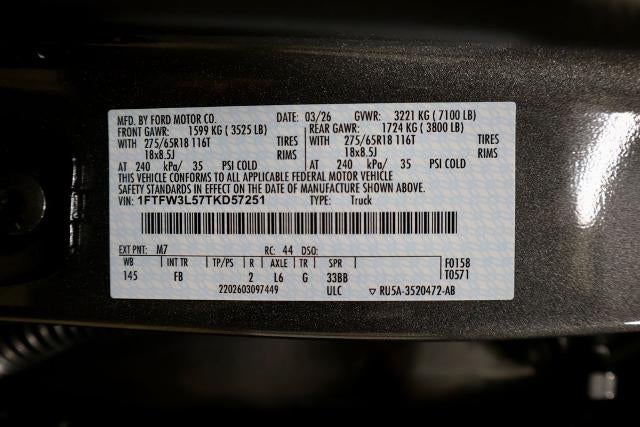 MFD. BY FORD MOTOR CO. DATE: 03/26 GVWR: 3221 KG ( 7100 LB)
FRONT GAWR: 1599 KG ( 3525 LB) REAR GAWR: 1724 KG ( 3800 LB)
WITH 275/65R18 116T TIRES WITH 275/65R18 116T TIRES
18x8.5J RIMS 18x8.5J RIMS
AT 240 kPa/ 35 PSI COLD AT 240 kPa/ 35 PSI COLD
THIS VEHICLE CONFORMS TO ALL APPLICABLE FEDERAL MOTOR VEHICLE
SAFETY STANDARDS IN EFFECT ON THE DATE OF MANUFACTURE SHOWN ABOVE.
VIN: 1FTFW3L57TKD57251 TYPE: Truck
EXT PNT: M7 RC: 44 DSO:
WB INT TR TP/PS R AXLE TR SPR F0158
145 FB 2 L6 G 33BB T0571
2202603097449 ULC ▽ RU5A-3520472-AB